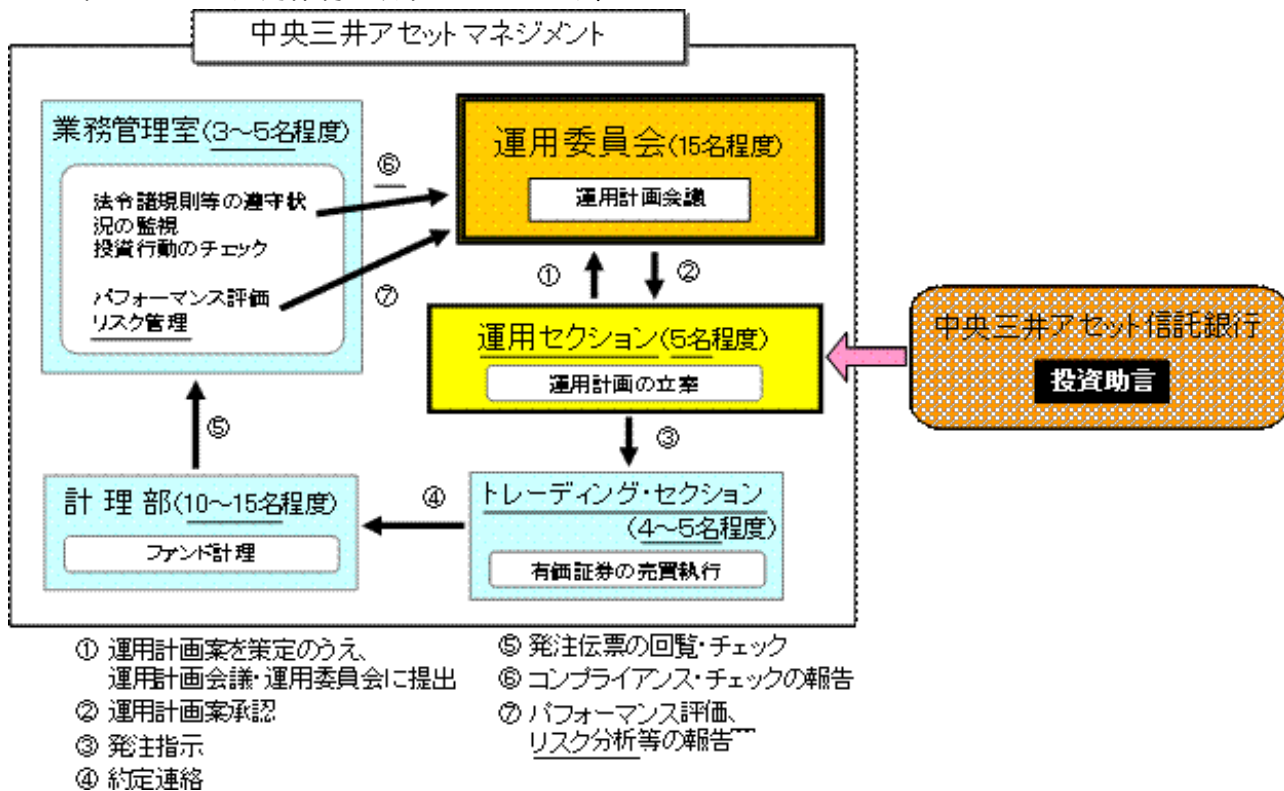 中央三井アセットマネジメント
業務管理室(3～5名程度)
法令諸規則等の遵守状
況の監視
投資行動のチェック
パフォーマンス評価
リスク管理
⑥
⑦
運用委員会(15名程度)
運用計画会議
①
②
運用セクション(5名程度)
運用計画の立案
中央三井アセット信託銀行
投資助言
⑤
③
計理部(10～15名程度)
ファンド計理
④
トレーディング・セクション
(4～5名程度)
有価証券の売買執行
① 運用計画案を策定のうえ、
運用計画会議・運用委員会に提出
② 運用計画案承認
③ 発注指示
④ 約定連絡
⑤ 発注伝票の回覧・チェック
⑥ コンプライアンス・チェックの報告
⑦ パフォーマンス評価、
リスク分析等の報告